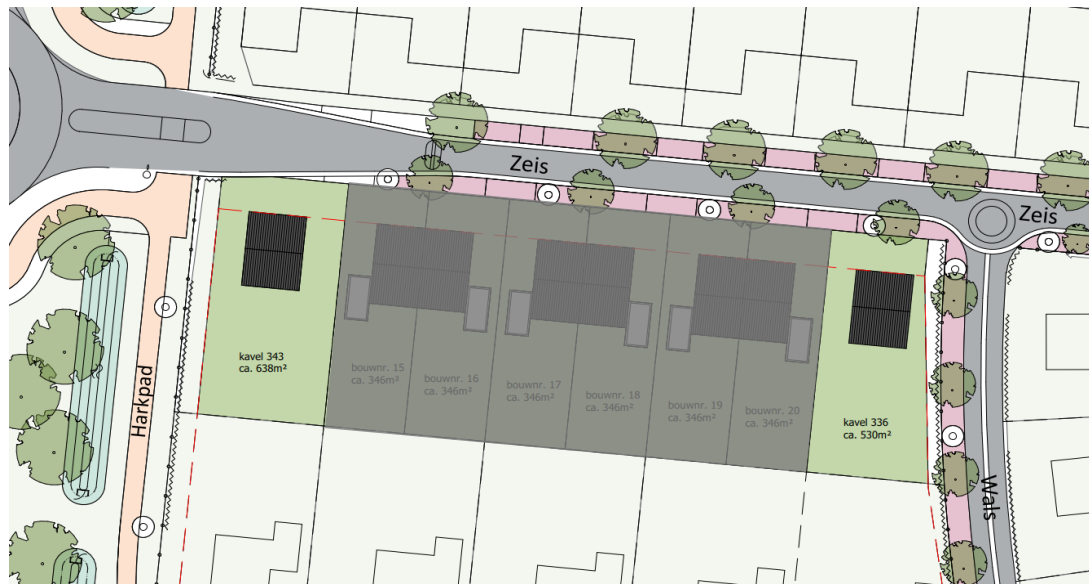 Zeis
Zeis
kavel 343
ca. 638m²
bouwnr. 15
ca. 346m²
bouwnr. 16
ca. 346m²
bouwnr. 17
ca. 346m²
bouwnr. 18
ca. 346m²
bouwnr. 19
ca. 346m²
bouwnr. 20
ca. 346m²
kavel 336
ca. 530m²
Harkpad
Wals